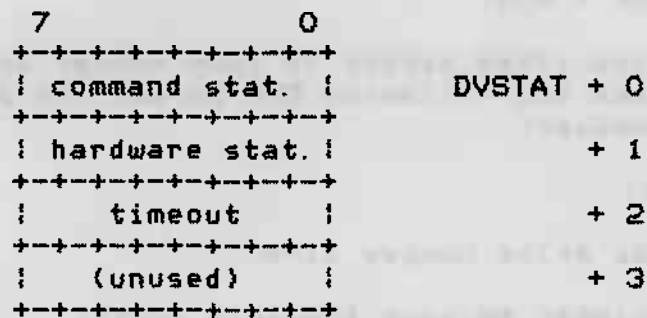 7 0
+-+-+-+-+-+-+-+-+
| command stat. | DVSTAT + 0
+-+-+-+-+-+-+-+-+
| hardware stat. | + 1
+-+-+-+-+-+-+-+-+
| timeout | + 2
+-+-+-+-+-+-+-+-+
| (unused) | + 3
+-+-+-+-+-+-+-+-+